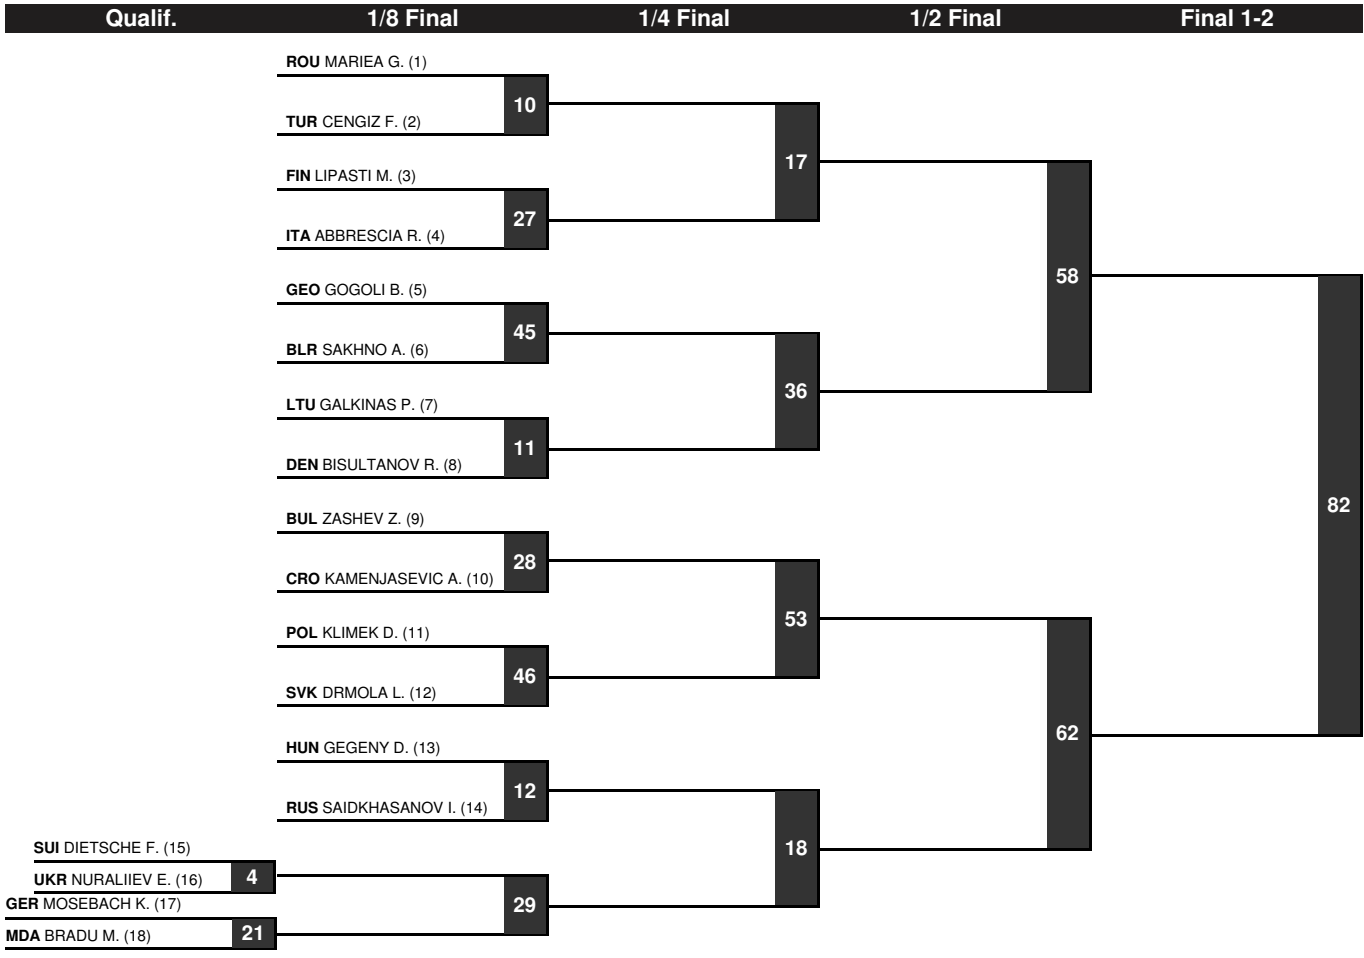 Qualif. 1/8 Final 1/4 Final 1/2 Final Final 1-2
ROU MARIEA G. (1)
10
TUR CENGIZ F. (2)
17
FIN LIPASTI M. (3)
27
ITA ABBRESCIA R. (4)
58
GEO GOGOLI B. (5)
45
BLR SAKHNO A. (6)
36
LTU GALKINAS P. (7)
11
DEN BISULTANOV R. (8)
82
BUL ZASHEV Z. (9)
28
CRO KAMENJASEVIC A. (10)
53
POL KLIMEK D. (11)
46
SVK DRMOLA L. (12)
62
HUN GEGENY D. (13)
12
RUS SAIDKHASANOV I. (14)
18
SUI DIETSCHE F. (15)
4
UKR NURALIIEV E. (16)
29
GER MOSEBACH K. (17)
21
MDA BRADU M. (18)